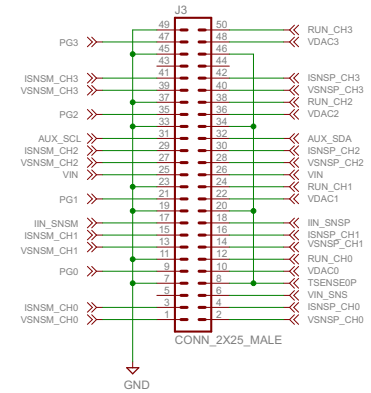 J3
49 50 RUN_CH3
PG3 47 48 VDAC3
45 46
43 44
ISNSM_CH3 41 42 ISNSP_CH3
VSNSM_CH3 39 40 VSNSP_CH3
37 38 RUN_CH2
PG2 35 36 VDAC2
33 34
AUX_SCL 31 32 AUX_SDA
ISNSM_CH2 29 30 ISNSP_CH2
VSNSM_CH2 27 28 VSNSP_CH2
VIN 25 26 VIN
23 24 RUN_CH1
PG1 21 22 VDAC1
19 20
IIN_SNSM 17 18 IIN_SNSP
ISNSM_CH1 15 16 ISNSP_CH1
VSNSM_CH1 13 14 VSNSP_CH1
11 12 RUN_CH0
PG0 9 10 VDAC0
7 8 TSENSE0P
5 6 VIN_SNS
ISNSM_CH0 3 4 ISNSP_CH0
VSNSM_CH0 1 2 VSNSP_CH0
CONN_2X25_MALE
GND